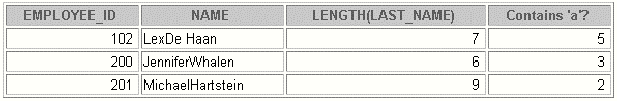 EMPLOYEE_ID NAME LENGTH(LAST_NAME) Contains 'a'?
102 LexDe Haan 7 5
200 JenniferWhalen 6 3
201 MichaelHartstein 9 2